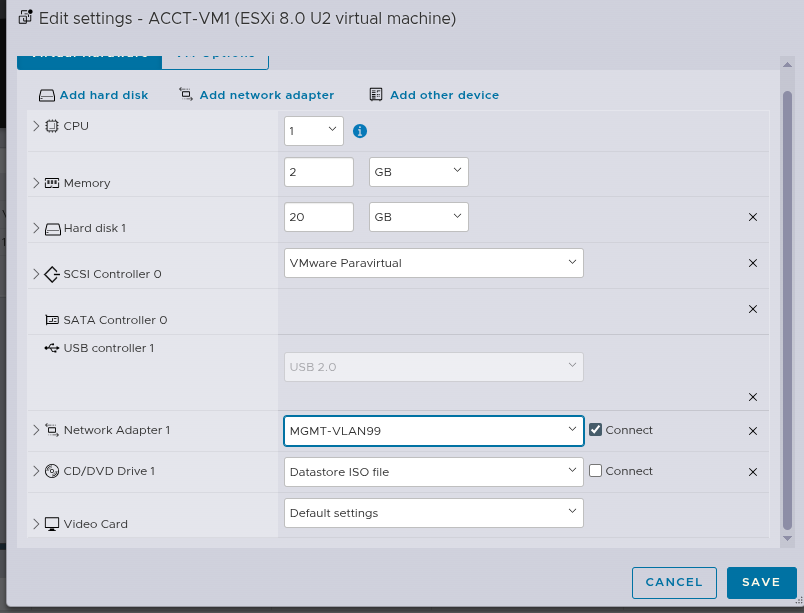 Edit settings - ACCT-VM1 (ESXi 8.0 U2 virtual machine)
Add hard disk Add network adapter Add other device
CPU 1
Memory 2 GB
Hard disk 1 20 GB
SCSI Controller 0 VMware Paravirtual
SATA Controller 0
USB controller 1
USB 2.0
Network Adapter 1 MGMT-VLAN99 Connect
CD/DVD Drive 1 Datastore ISO file Connect
Video Card Default settings
CANCEL SAVE